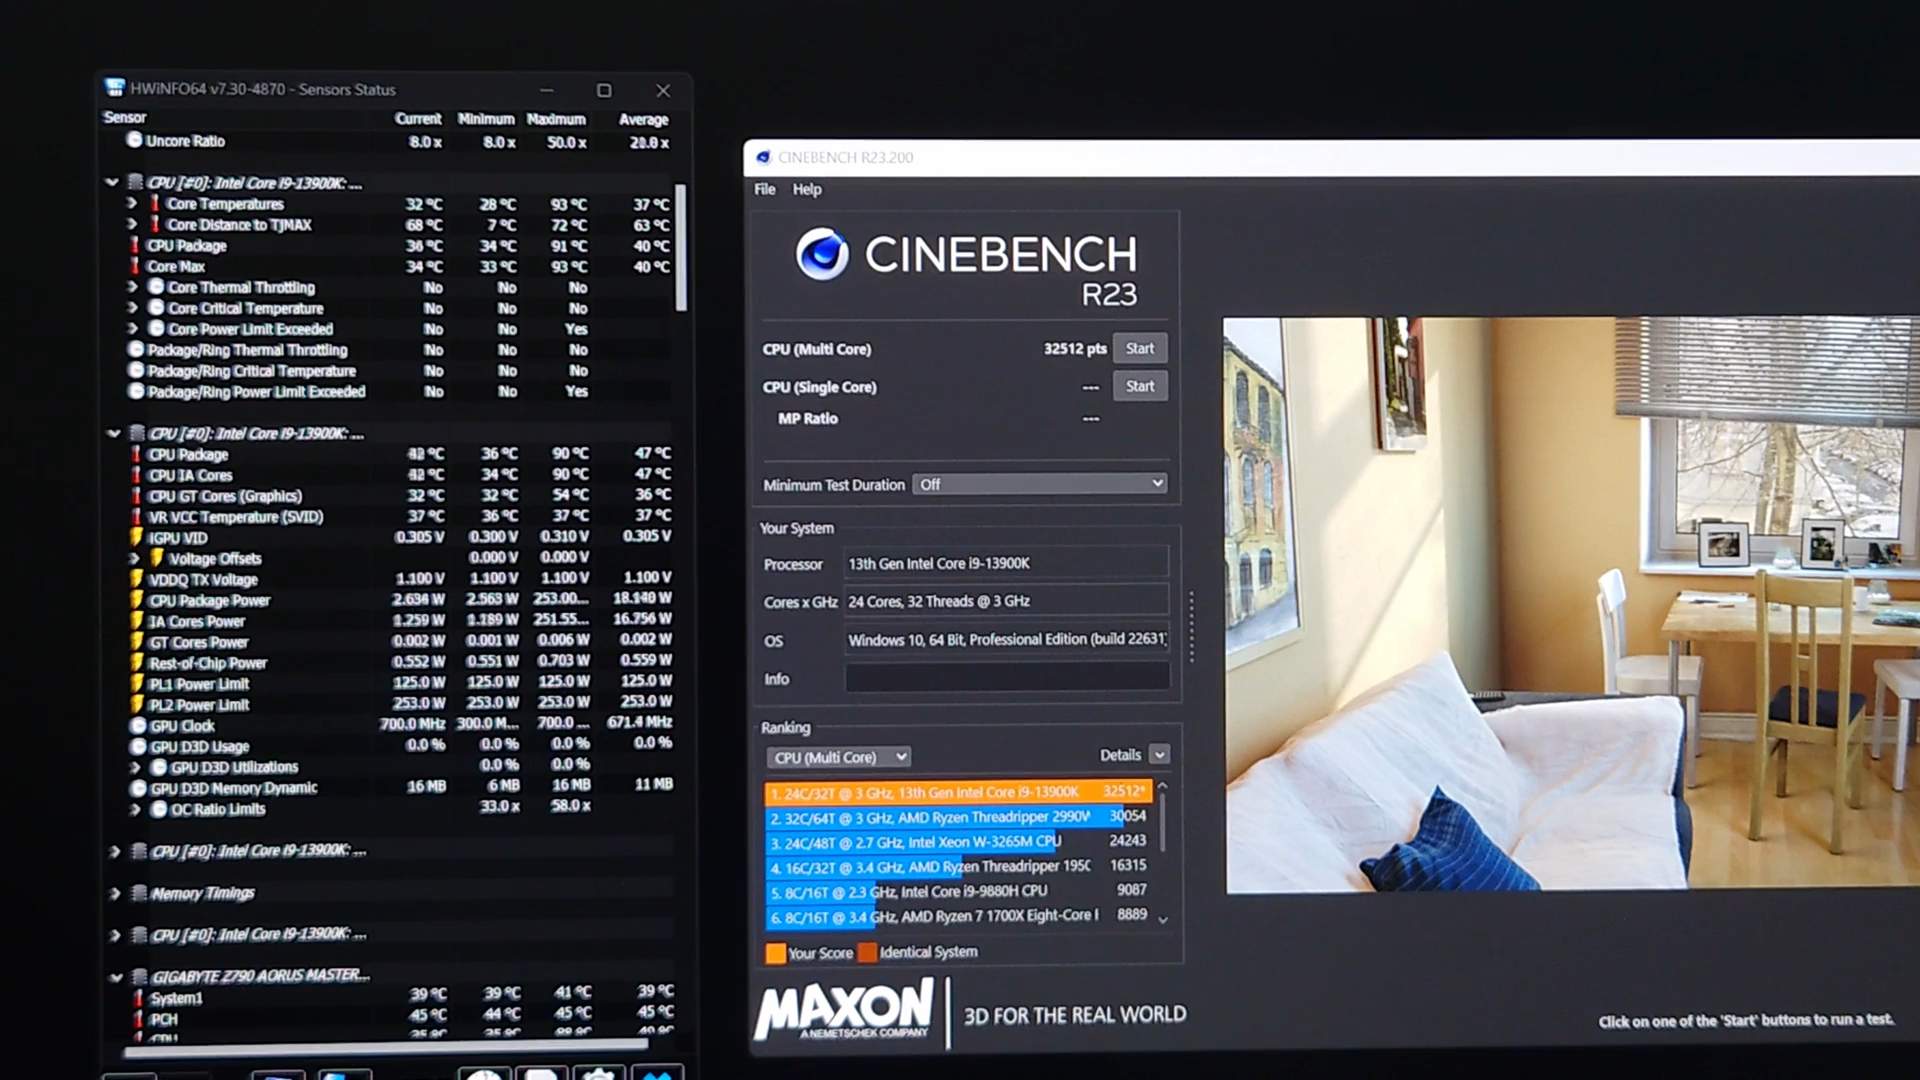 HWiNFO64 v7.30-4870 - Sensors Status
Sensor Current Minimum Maximum Average
Uncore Ratio 8.0 x 8.0 x 50.0 x 20.8 x
CPU [#0]: Intel Core i9-13900K: ...
Core Temperatures 32 °C 28 °C 93 °C 37 °C
Core Distance to TJMAX 68 °C 7 °C 72 °C 63 °C
CPU Package 36 °C 34 °C 91 °C 40 °C
Core Max 34 °C 33 °C 93 °C 40 °C
Core Thermal Throttling No No No
Core Critical Temperature No No No
Core Power Limit Exceeded No No Yes
Package/Ring Thermal Throttling No No No
Package/Ring Critical Temperature No No No
Package/Ring Power Limit Exceeded No No Yes
CPU [#0]: Intel Core i9-13900K: ...
CPU Package 42 °C 36 °C 90 °C 47 °C
CPU IA Cores 42 °C 34 °C 90 °C 47 °C
CPU GT Cores (Graphics) 32 °C 32 °C 54 °C 36 °C
VR VCC Temperature (SVID) 37 °C 36 °C 37 °C 37 °C
iGPU VID 0.305 V 0.300 V 0.310 V 0.305 V
Voltage Offsets 0.000 V 0.000 V
VDDQ TX Voltage 1.100 V 1.100 V 1.100 V 1.100 V
CPU Package Power 2.634 W 2.563 W 253.00... 18.140 W
IA Cores Power 1.259 W 1.189 W 251.55... 16.756 W
GT Cores Power 0.002 W 0.001 W 0.006 W 0.002 W
Rest-of-Chip Power 0.552 W 0.551 W 0.703 W 0.559 W
PL1 Power Limit 125.0 W 125.0 W 125.0 W 125.0 W
PL2 Power Limit 253.0 W 253.0 W 253.0 W 253.0 W
GPU Clock 700.0 MHz 300.0 M... 700.0 ... 671.4 MHz
GPU D3D Usage 0.0 % 0.0 % 0.0 % 0.0 %
GPU D3D Utilizations 0.0 % 0.0 %
GPU D3D Memory Dynamic 16 MB 6 MB 16 MB 11 MB
OC Ratio Limits 33.0 x 58.0 x
CPU [#0]: Intel Core i9-13900K: ...
Memory Timings
CPU [#0]: Intel Core i9-13900K: ...
GIGABYTE Z790 AORUS MASTER...
System1 39 °C 39 °C 41 °C 39 °C
PCH 45 °C 44 °C 45 °C 45 °C
CINEBENCH R23.200
File Help
CINEBENCH
R23
CPU (Multi Core) 32512 pts Start
CPU (Single Core) --- Start
MP Ratio ---
Minimum Test Duration Off
Your System
Processor 13th Gen Intel Core i9-13900K
Cores x GHz 24 Cores, 32 Threads @ 3 GHz
OS Windows 10, 64 Bit, Professional Edition (build 22631)
Info
Ranking
CPU (Multi Core) Details
1. 24C/32T @ 3 GHz, 13th Gen Intel Core i9-13900K 32512*
2. 32C/64T @ 3 GHz, AMD Ryzen Threadripper 2990W 30054
3. 24C/48T @ 2.7 GHz, Intel Xeon W-3265M CPU 24243
4. 16C/32T @ 3.4 GHz, AMD Ryzen Threadripper 195 16315
5. 8C/16T @ 2.3 GHz, Intel Core i9-9880H CPU 9087
6. 8C/16T @ 3.4 GHz, AMD Ryzen 7 1700X Eight-Core 8889
Your Score Identical System
MAXON
A NEMETSCHEK COMPANY
3D FOR THE REAL WORLD
Click on one of the 'Start' buttons to run a test.